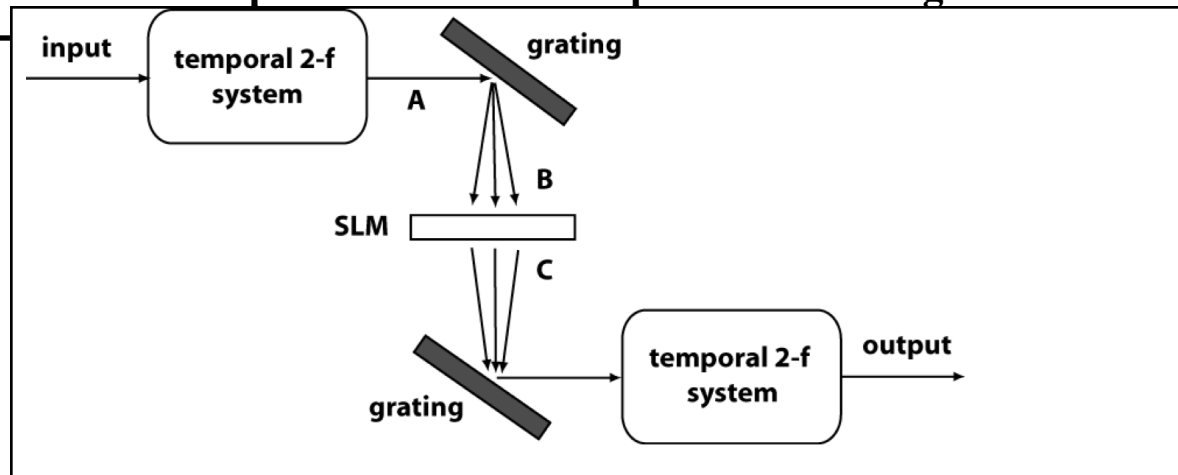 input
temporal 2-f
system
A
grating
B
SLM
C
grating
temporal 2-f
system
output